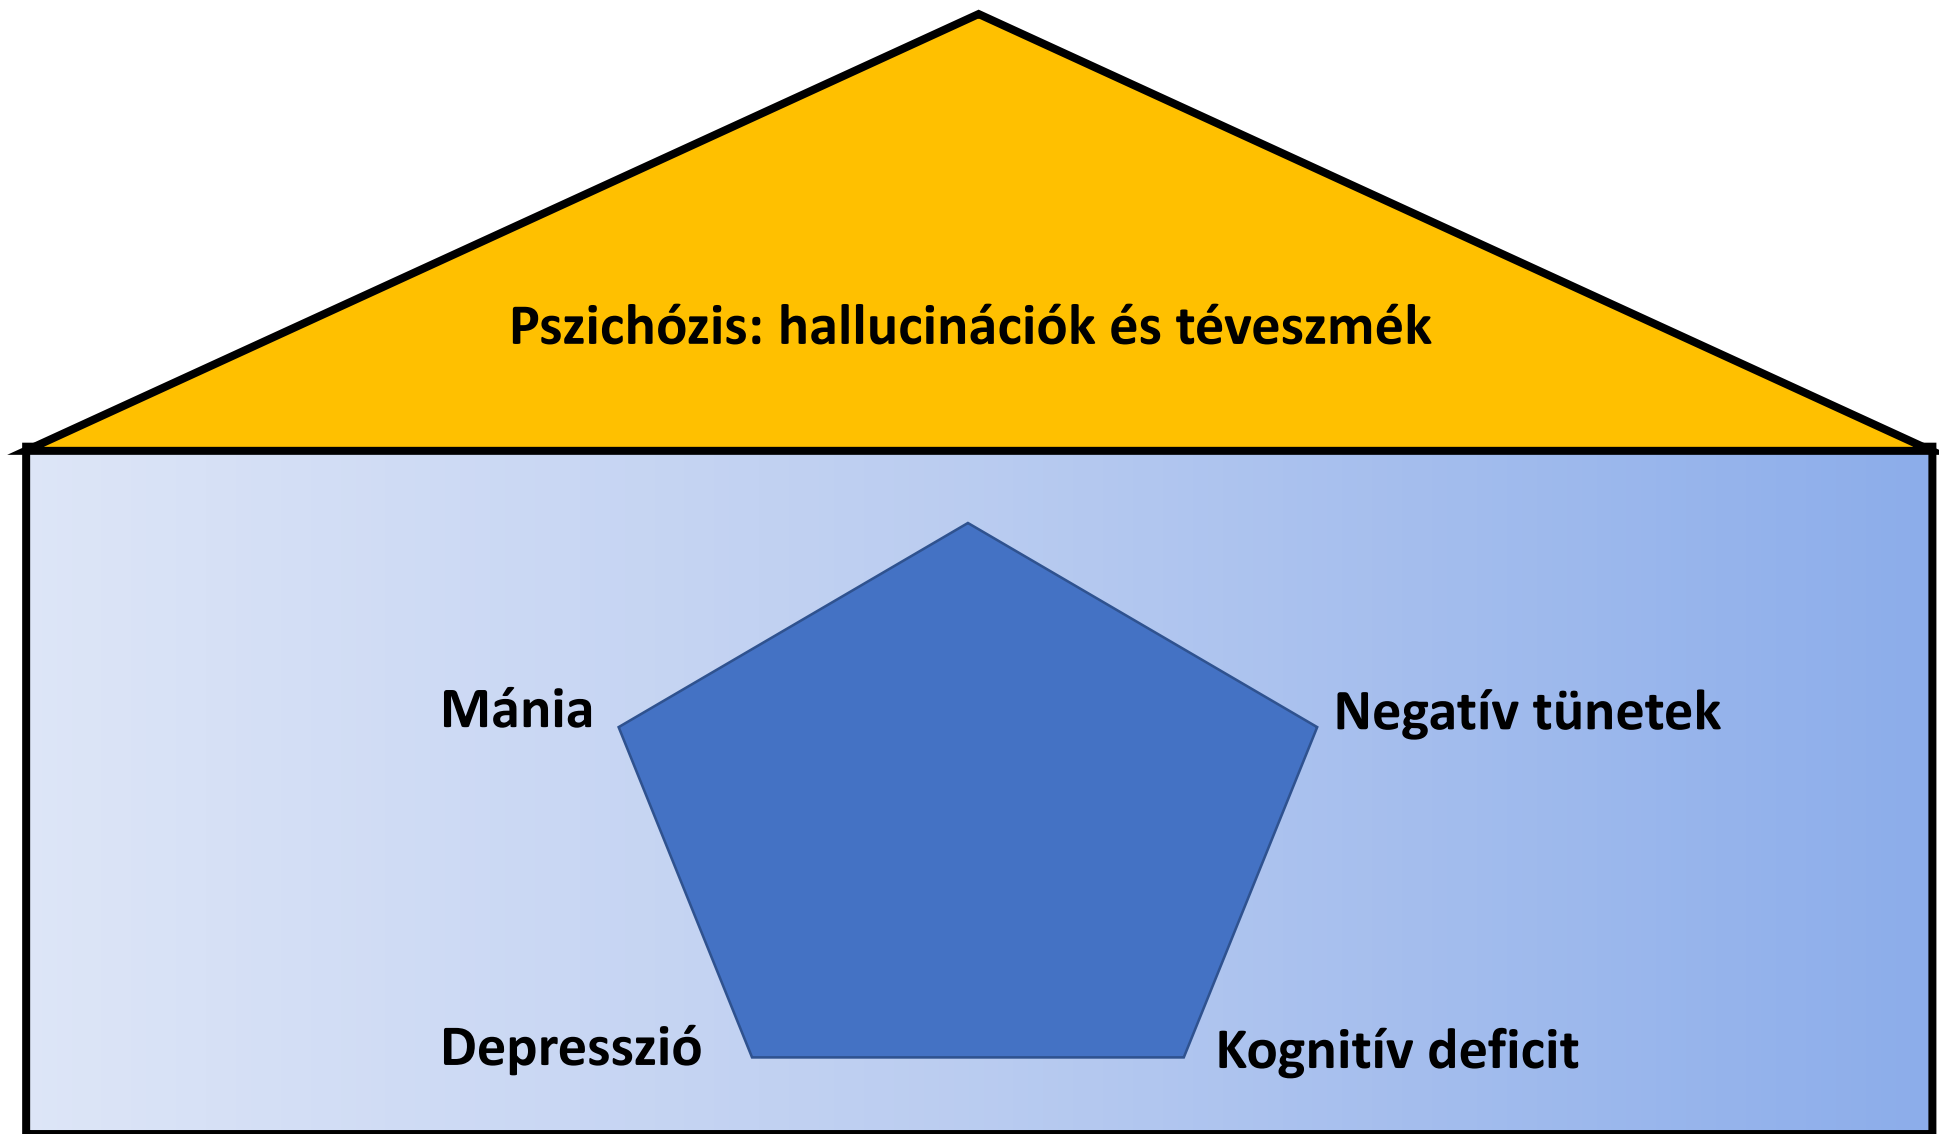 Pszichózis: hallucinációk és téveszmék
Mánia
Negatív tünetek
Depresszió
Kognitív deficit